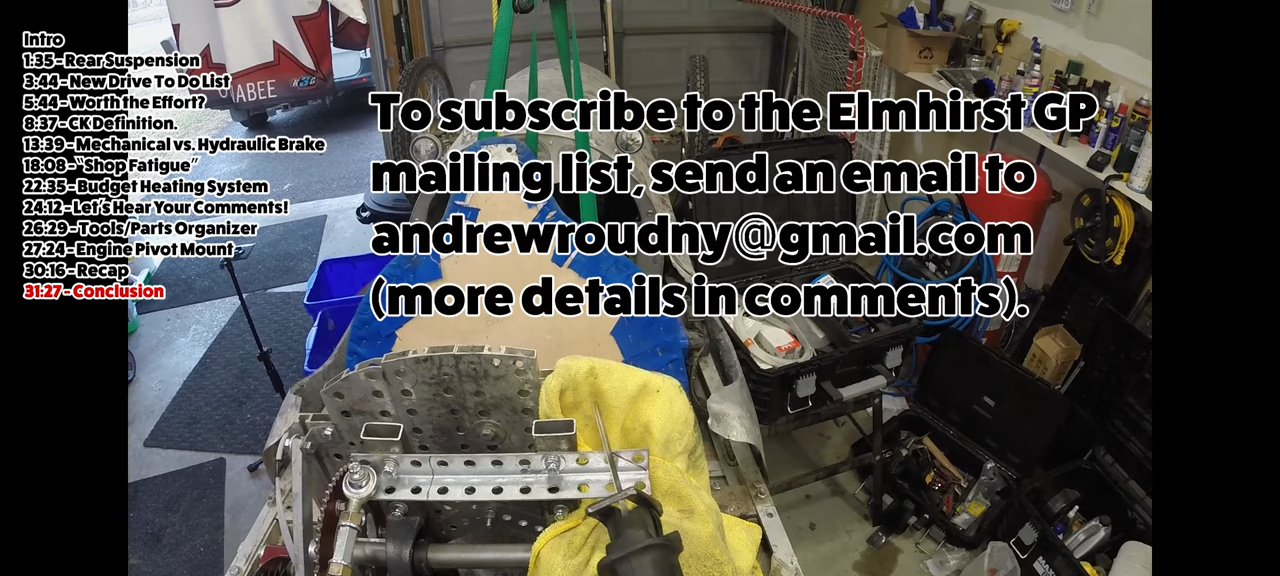 Intro
1:35 - Rear Suspension
3:44 - New Drive To Do List
5:44 - Worth the Effort?
8:37 - CK Definition.
13:39 - Mechanical vs. Hydraulic Brake
18:08 - "Shop Fatigue"
22:35 - Budget Heating System
24:12 - Let's Hear Your Comments!
26:29 - Tools/Parts Organizer
27:24 - Engine Pivot Mount
30:16 - Recap
31:27 - Conclusion
To subscribe to the Elmhirst GP
mailing list, send an email to
andrewroudny@gmail.com
(more details in comments).